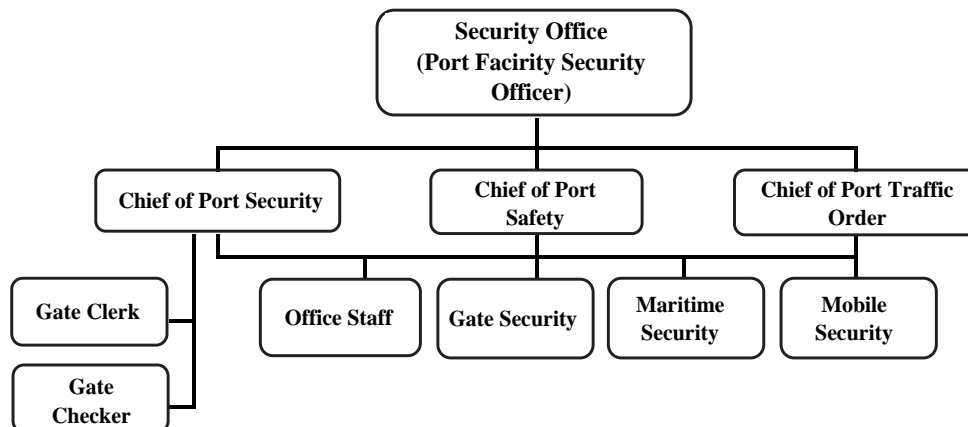 Security Office
(Port Facirity Security
Officer)
Chief of Port Security
Chief of Port
Safety
Chief of Port Traffic
Order
Gate Clerk
Office Staff
Gate Security
Maritime
Security
Mobile
Security
Gate
Checker